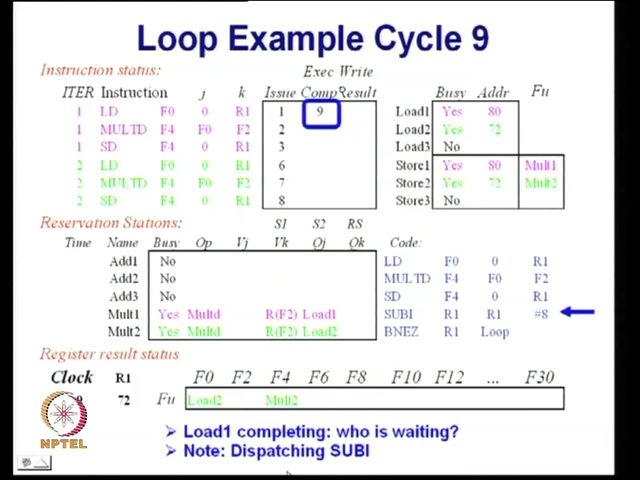 Loop Example Cycle 9
Instruction status:
Exec Write
ITER Instruction j k Issue Comp Result Busy Addr Fu
1 LD F0 0 R1 1 9 Load1 Yes 80
1 MULTD F4 F0 F2 2 Load2 Yes 72
1 SD F4 0 R1 3 Load3 No
2 LD F0 0 R1 6 Store1 Yes 80 Mult1
2 MULTD F4 F0 F2 7 Store2 Yes 72 Mult2
2 SD F4 0 R1 8 Store3 No
Reservation Stations: S1 S2 RS
Time Name Busy Op Vj Vk Qj Qk Code:
Add1 No LD F0 0 R1
Add2 No MULTD F4 F0 F2
Add3 No SD F4 0 R1
Mult1 Yes Multd R(F2) Load1 SUBI R1 R1 #8
Mult2 Yes Multd R(F2) Load2 BNEZ R1 Loop
Register result status
Clock R1 F0 F2 F4 F6 F8 F10 F12 ... F30
9 72 Fu Load2 Mult2
NPTEL
Load1 completing: who is waiting?
Note: Dispatching SUBI